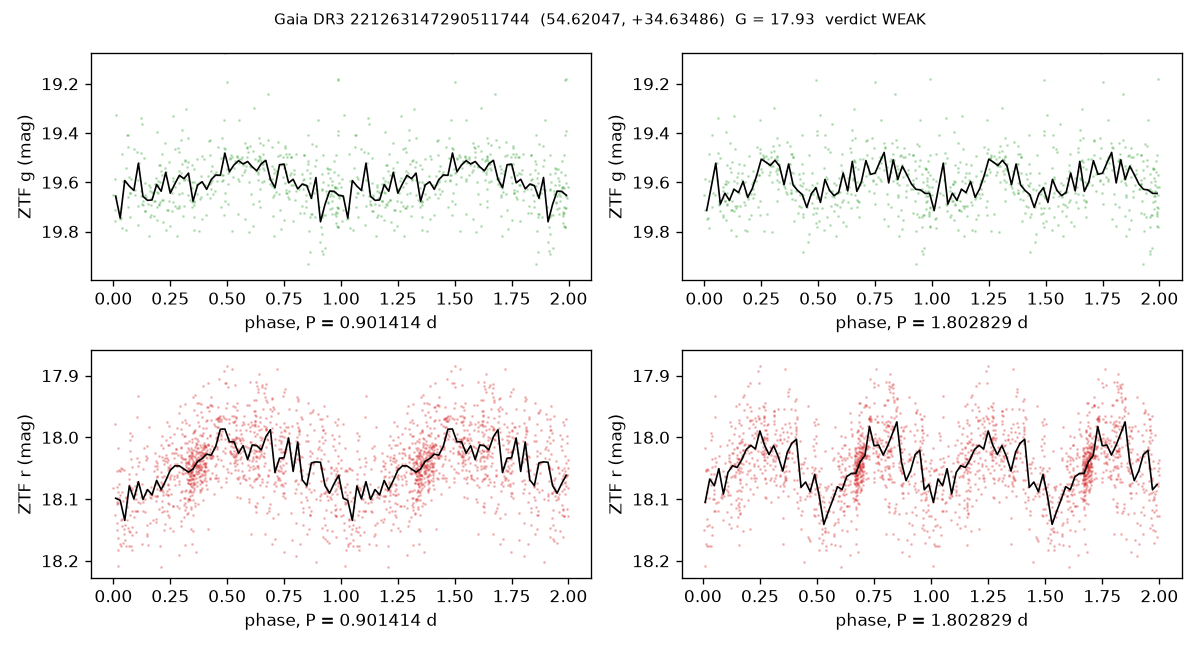 Gaia DR3 221263147290511744  (54.62047, +34.63486)  G = 17.93  verdict WEAK
ZTF g (mag)
19.2
19.4
19.6
19.8
0.00 0.25 0.50 0.75 1.00 1.25 1.50 1.75 2.00
phase, P = 0.901414 d
ZTF g (mag)
19.2
19.4
19.6
19.8
0.00 0.25 0.50 0.75 1.00 1.25 1.50 1.75 2.00
phase, P = 1.802829 d
ZTF r (mag)
17.9
18.0
18.1
18.2
0.00 0.25 0.50 0.75 1.00 1.25 1.50 1.75 2.00
phase, P = 0.901414 d
ZTF r (mag)
17.9
18.0
18.1
18.2
0.00 0.25 0.50 0.75 1.00 1.25 1.50 1.75 2.00
phase, P = 1.802829 d